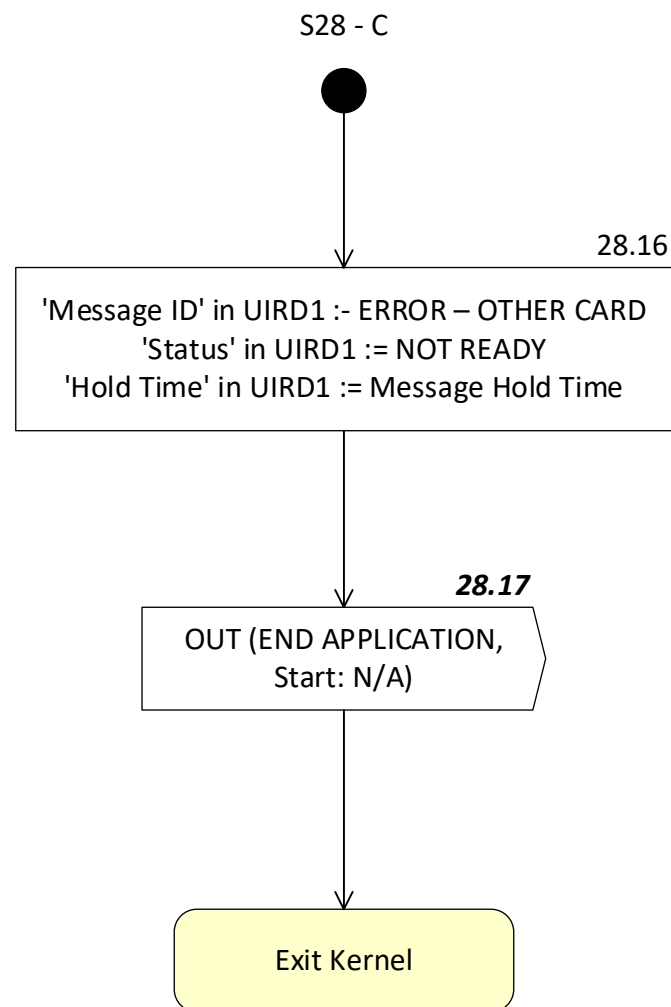 S28 - C
28.16
'Message ID' in UIRD1 :- ERROR – OTHER CARD
'Status' in UIRD1 := NOT READY
'Hold Time' in UIRD1 := Message Hold Time
28.17
OUT (END APPLICATION,
Start: N/A)
Exit Kernel